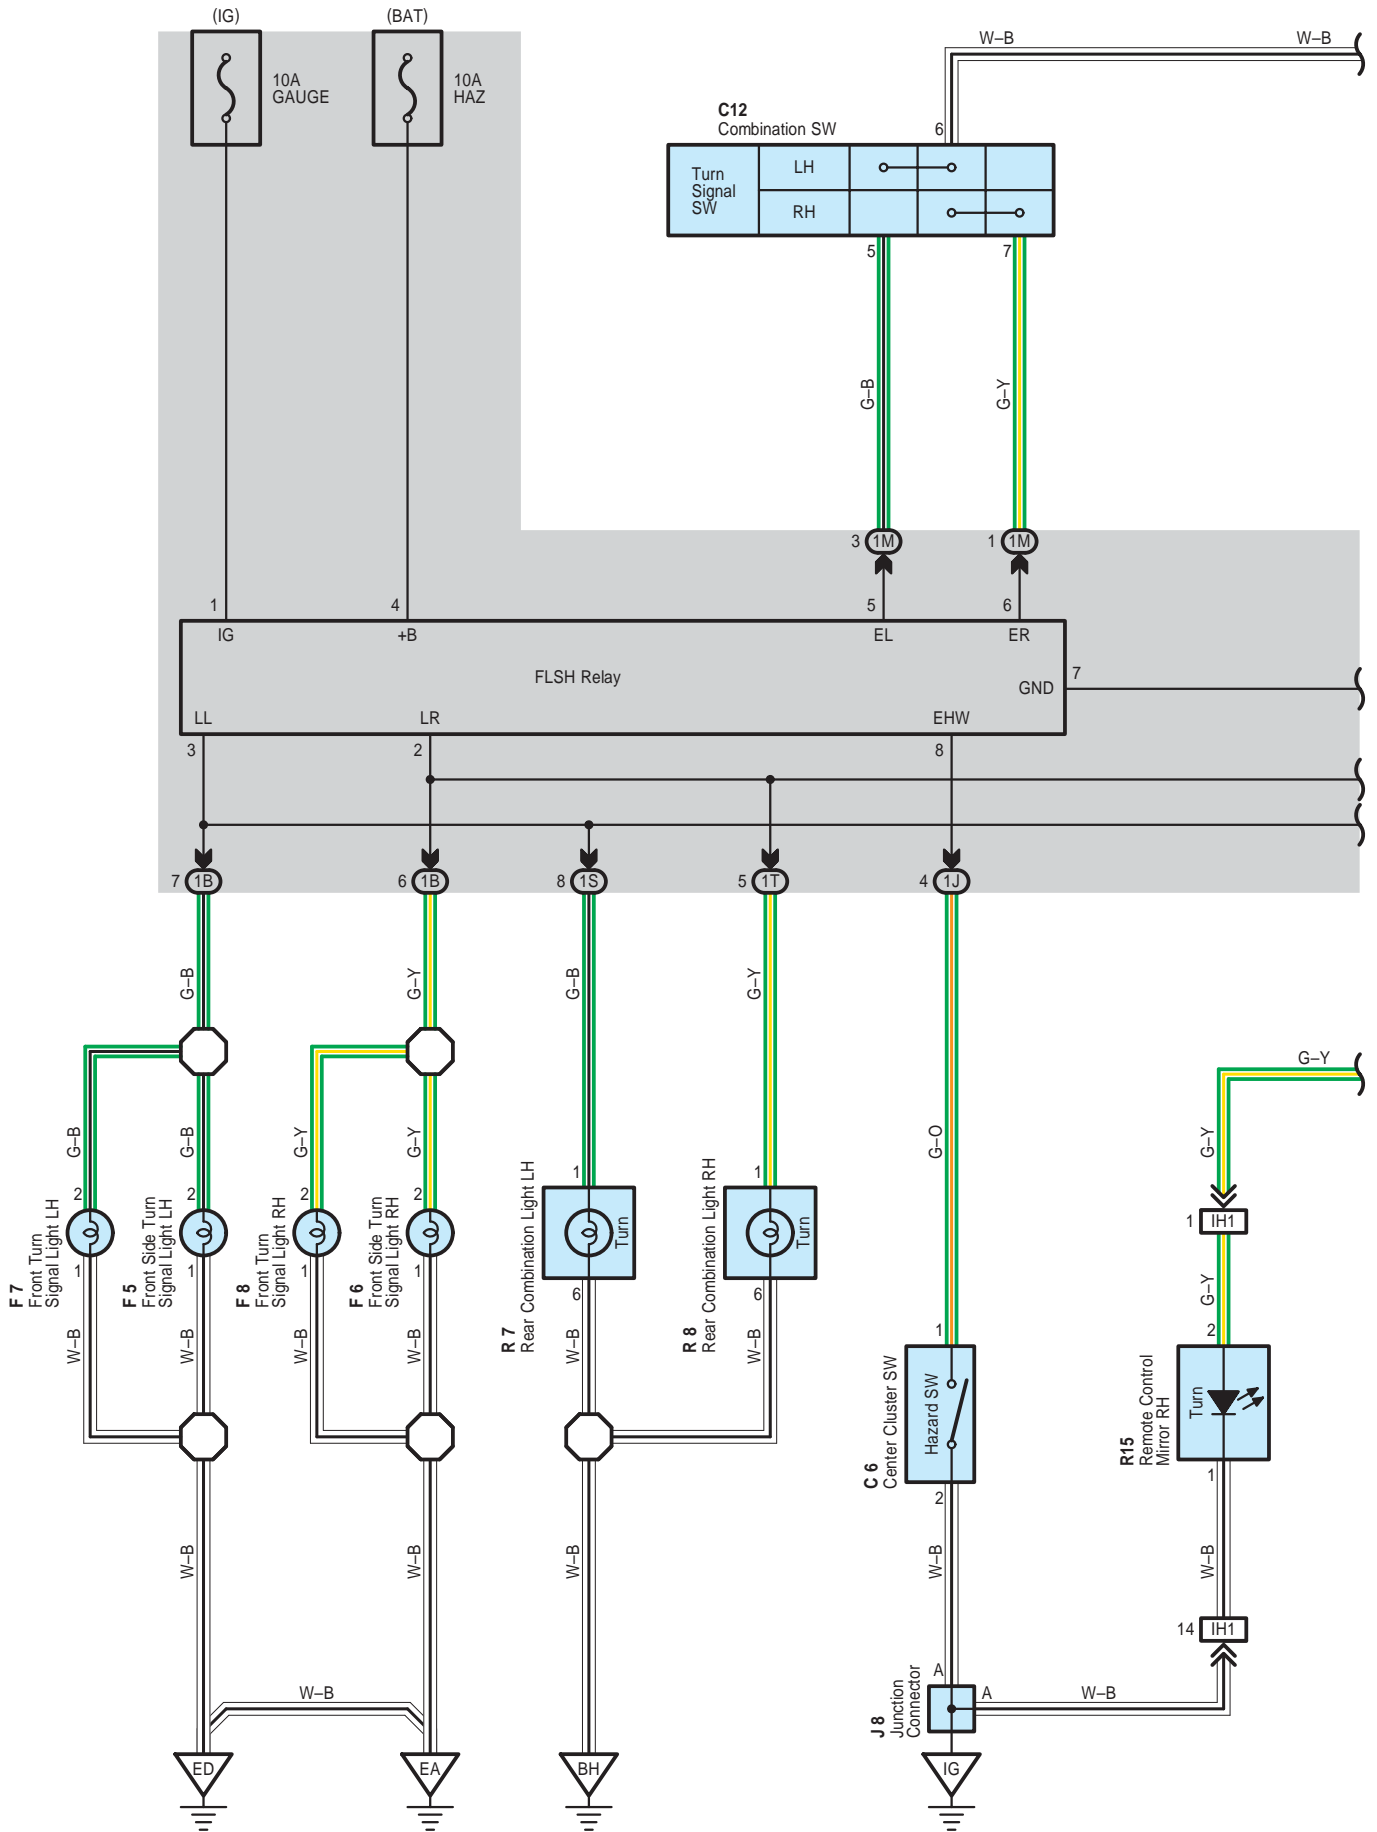 (IG)
(BAT)
W–B
W–B
10A
GAUGE
10A
HAZ
C12
Combination SW
6
Turn
Signal
SW
LH
RH
5
7
G–B
G–Y
3
1M
1
1M
1
4
5
6
IG
+B
EL
ER
FLSH Relay
7
GND
LL
LR
EHW
3
2
8
7
1B
6
1B
8
1S
5
1T
4
1J
G–B
G–Y
G–B
G–Y
G–Y
G–B
G–B
G–Y
G–Y
G–O
G–Y
2
2
2
2
1
1
1
IH1
F 7
Front Turn
Signal Light LH
F 5
Front Side Turn
Signal Light LH
F 8
Front Turn
Signal Light RH
F 6
Front Side Turn
Signal Light RH
R 7
Rear Combination Light LH
Turn
R 8
Rear Combination Light RH
Turn
1
1
1
1
6
6
G–Y
W–B
W–B
W–B
W–B
W–B
W–B
1
2
C 6
Center Cluster SW
Hazard SW
R15
Remote Control
Mirror RH
Turn
2
1
W–B
W–B
W–B
W–B
W–B
14
IH1
A
J 8
Junction
Connector
A
W–B
W–B
ED
EA
BH
IG